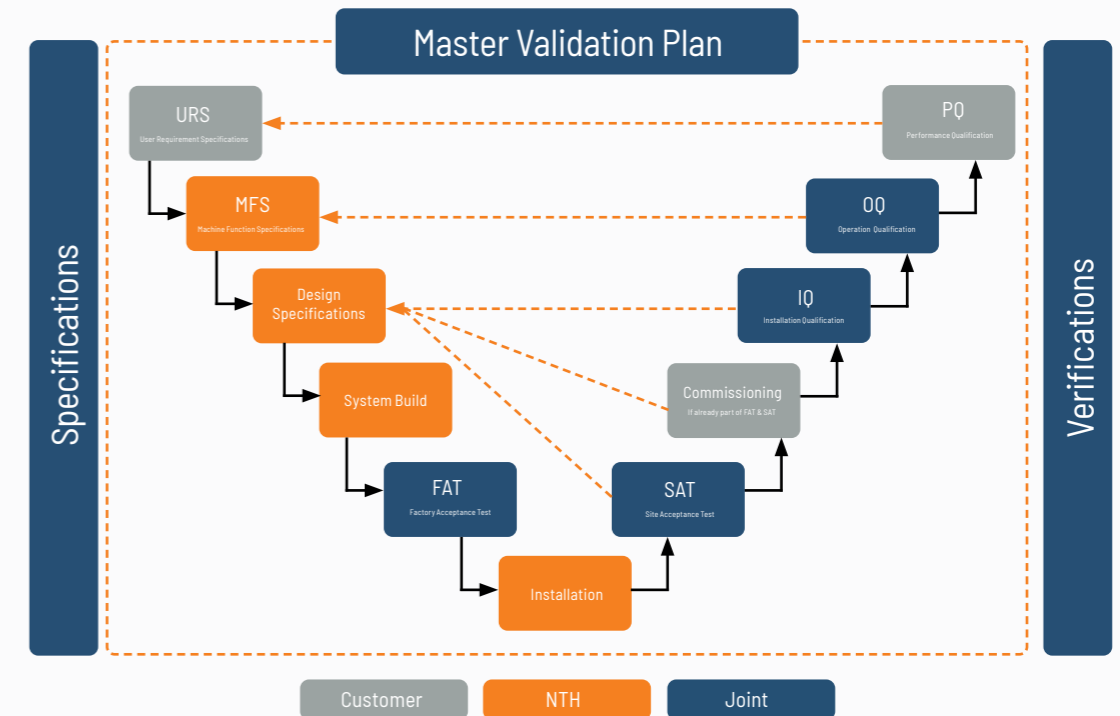 Master Validation Plan
Specifications
Verifications
URS
User Requirement Specifications
PQ
Performance Qualification
MFS
Machine Function Specifications
OQ
Operation Qualification
Design
Specifications
IQ
Installation Qualification
System Build
Commissioning
If already part of FAT & SAT
FAT
Factory Acceptance Test
SAT
Site Acceptance Test
Installation
Customer
NTH
Joint